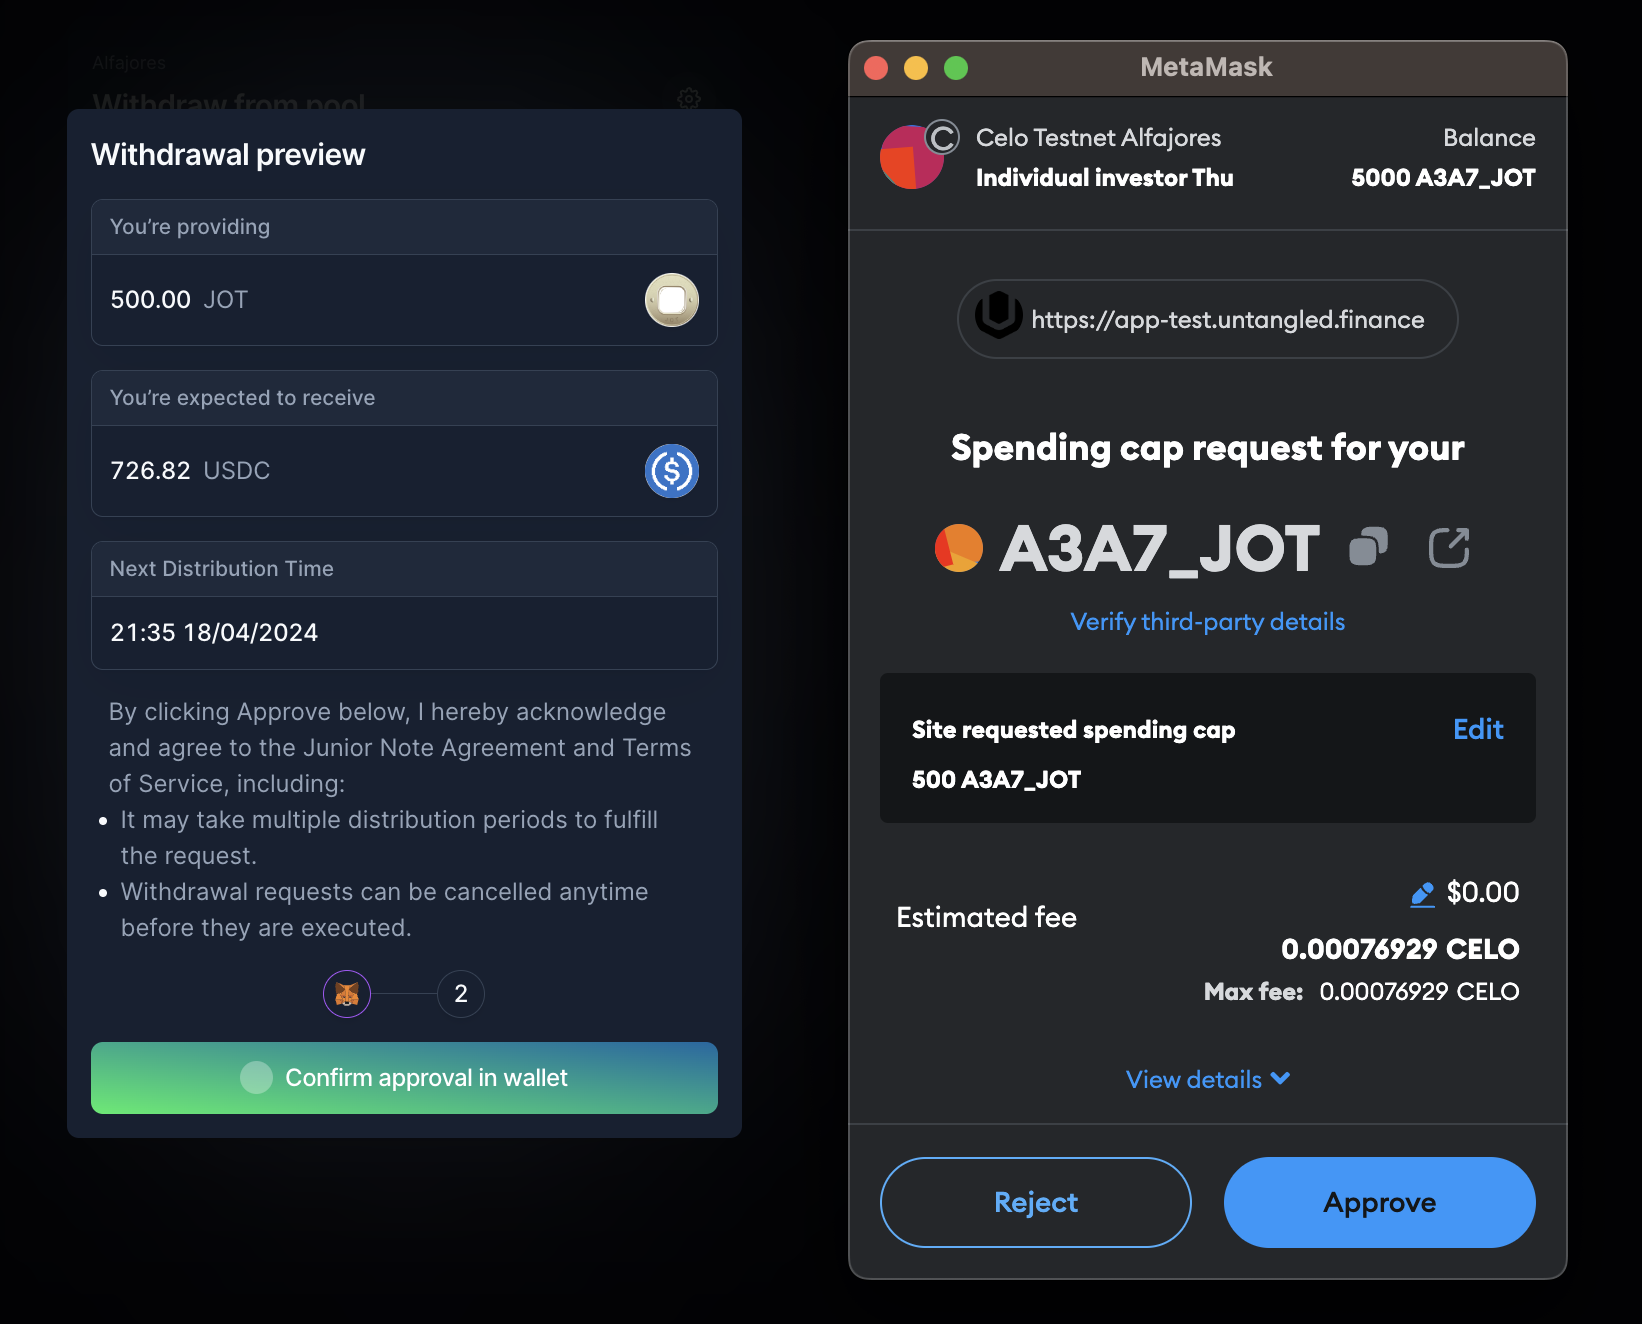 Alfajores
Withdraw from pool
Withdrawal preview
You're providing
500.00 JOT
You're expected to receive
726.82 USDC
Next Distribution Time
21:35 18/04/2024
By clicking Approve below, I hereby acknowledge
and agree to the Junior Note Agreement and Terms
of Service, including:
It may take multiple distribution periods to fulfill
the request.
Withdrawal requests can be cancelled anytime
before they are executed.
2
Confirm approval in wallet
MetaMask
Celo Testnet Alfajores
Balance
Individual investor Thu
5000 A3A7_JOT
https://app-test.untangled.finance
Spending cap request for your
A3A7_JOT
Verify third-party details
Site requested spending cap
Edit
500 A3A7_JOT
$0.00
Estimated fee
0.00076929 CELO
Max fee: 0.00076929 CELO
View details
Reject
Approve